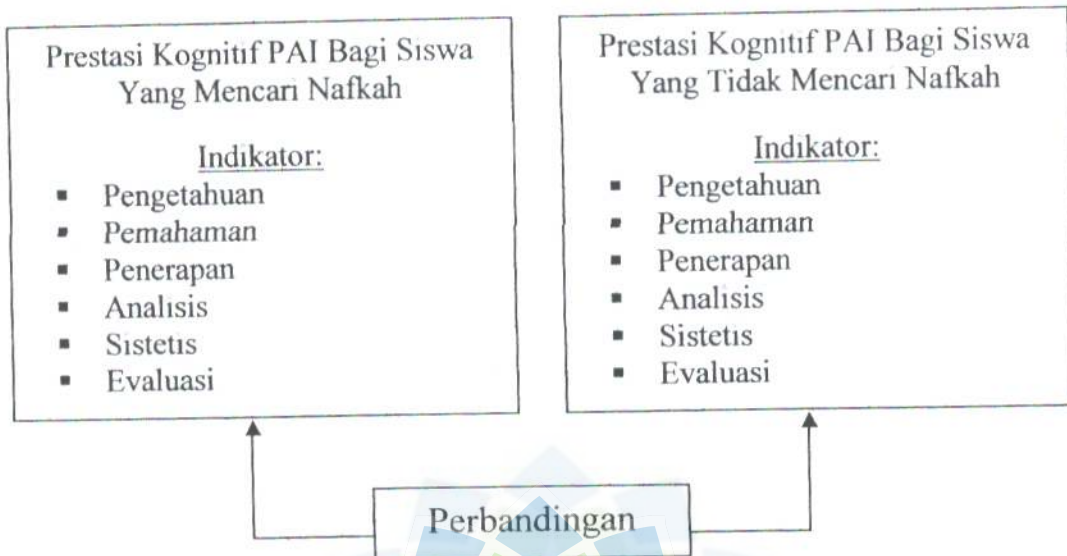 Prestasi Kognitif PAI Bagi Siswa
Yang Mencari Nafkah
Indikator:
▪ Pengetahuan
▪ Pemahaman
▪ Penerapan
▪ Analisis
▪ Sistetis
▪ Evaluasi
Prestasi Kognitif PAI Bagi Siswa
Yang Tidak Mencari Nafkah
Indikator:
▪ Pengetahuan
▪ Pemahaman
▪ Penerapan
▪ Analisis
▪ Sistetis
▪ Evaluasi
Perbandingan